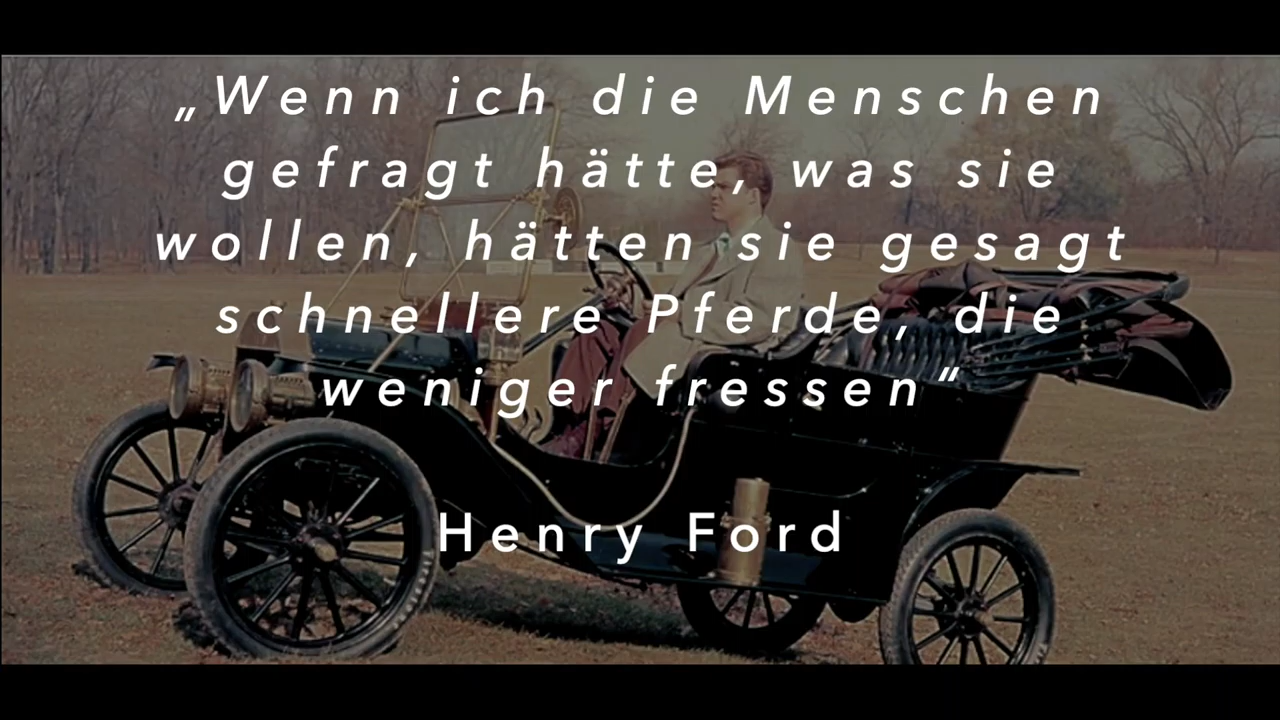 „Wenn ich die Menschen
gefragt hätte, was sie
wollen, hätten sie gesagt
schnellere Pferde, die
weniger fressen“
Henry Ford